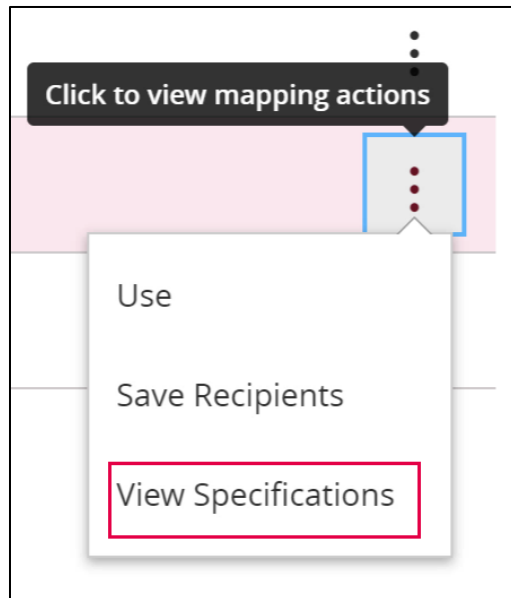 Click to view mapping actions
Use
Save Recipients
View Specifications